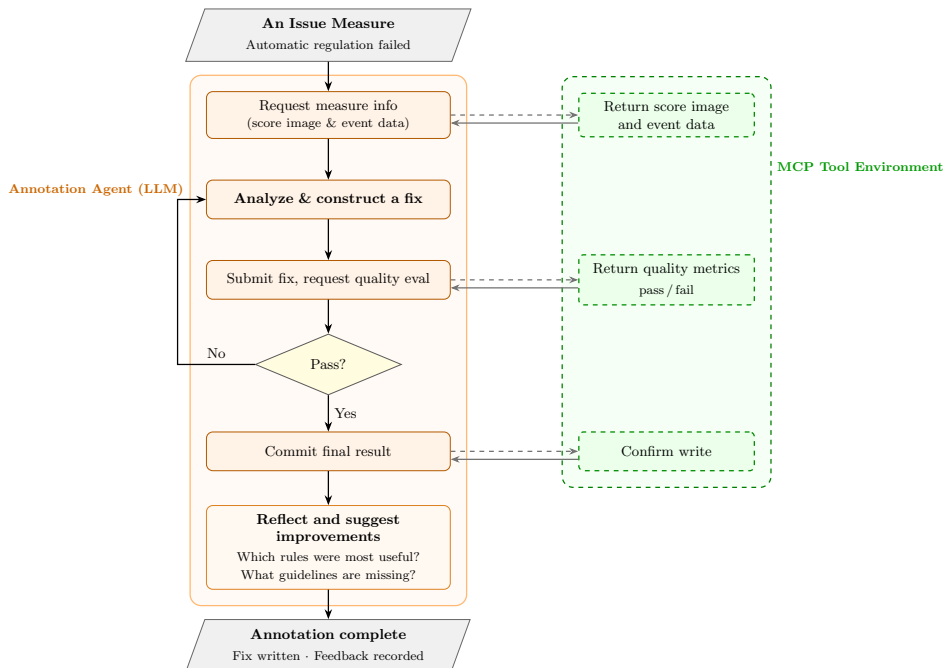 An Issue Measure
Automatic regulation failed
Request measure info
(score image & event data)
Return score image
and event data
MCP Tool Environment
Annotation Agent (LLM)
Analyze & construct a fix
Submit fix, request quality eval
Return quality metrics
pass / fail
No
Pass?
Yes
Commit final result
Confirm write
Reflect and suggest
improvements
Which rules were most useful?
What guidelines are missing?
Annotation complete
Fix written · Feedback recorded